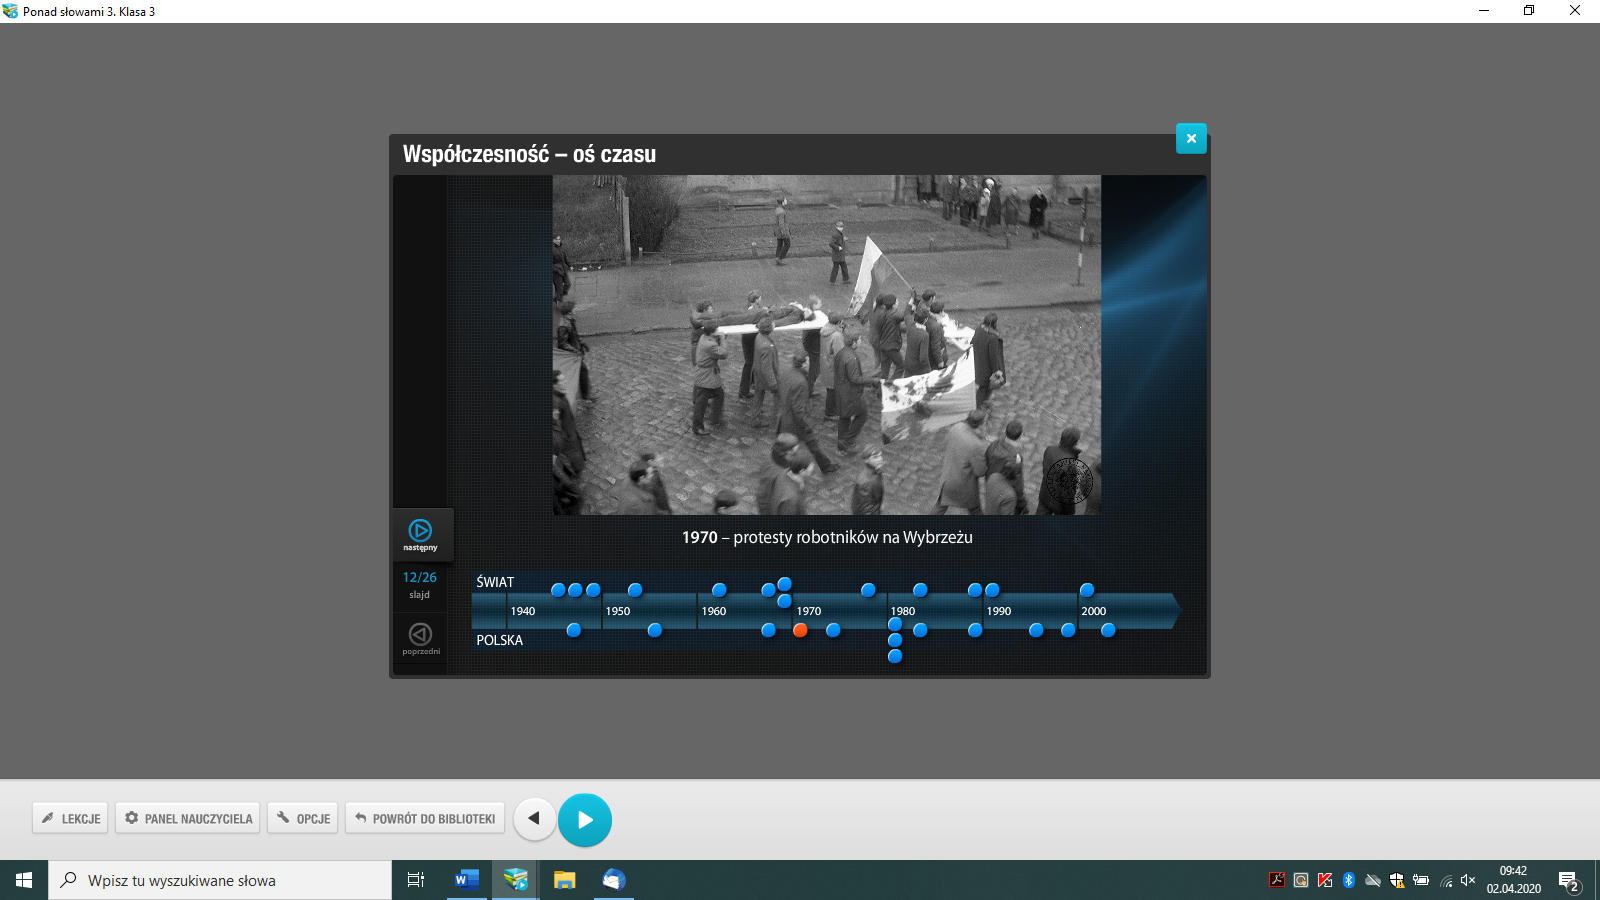 Ponad słowami 3. Klasa 3
Współczesność – oś czasu
następny
12/26
slajd
poprzedni
1970 – protesty robotników na Wybrzeżu
ŚWIAT
1940 1950 1960 1970 1980 1990 2000
POLSKA
LEKCJE PANEL NAUCZYCIELA OPCJE POWRÓT DO BIBLIOTEKI
Wpisz tu wyszukiwane słowa
09:42
02.04.2020
2